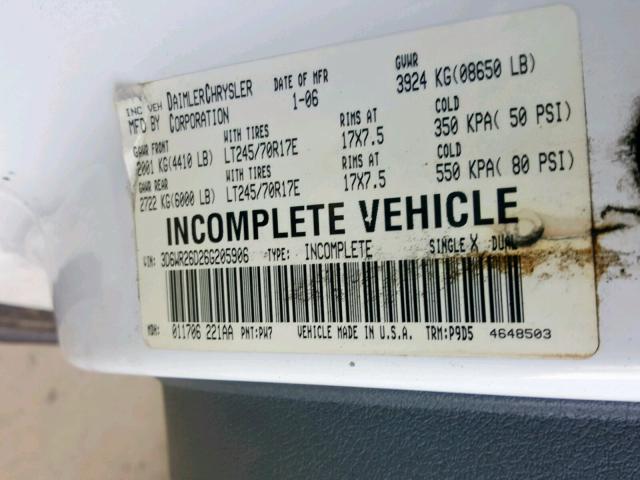 INC VEH MFD BY DAIMLERCHRYSLER CORPORATION
DATE OF MFR 1-06
GVWR 3924 KG(08650 LB)
GAWR FRONT WITH TIRES RIMS AT COLD
2001 KG(4410 LB) LT245/70R17E 17X7.5 350 KPA( 50 PSI)
GAWR REAR WITH TIRES RIMS AT COLD
2722 KG(6000 LB) LT245/70R17E 17X7.5 550 KPA( 80 PSI)
INCOMPLETE VEHICLE
VIN: 3D6WR26D26G205906 TYPE: INCOMPLETE SINGLE X DUAL
MDH: 011706 221AA PNT:PW7 VEHICLE MADE IN U.S.A. TRM:P9D5 4648503